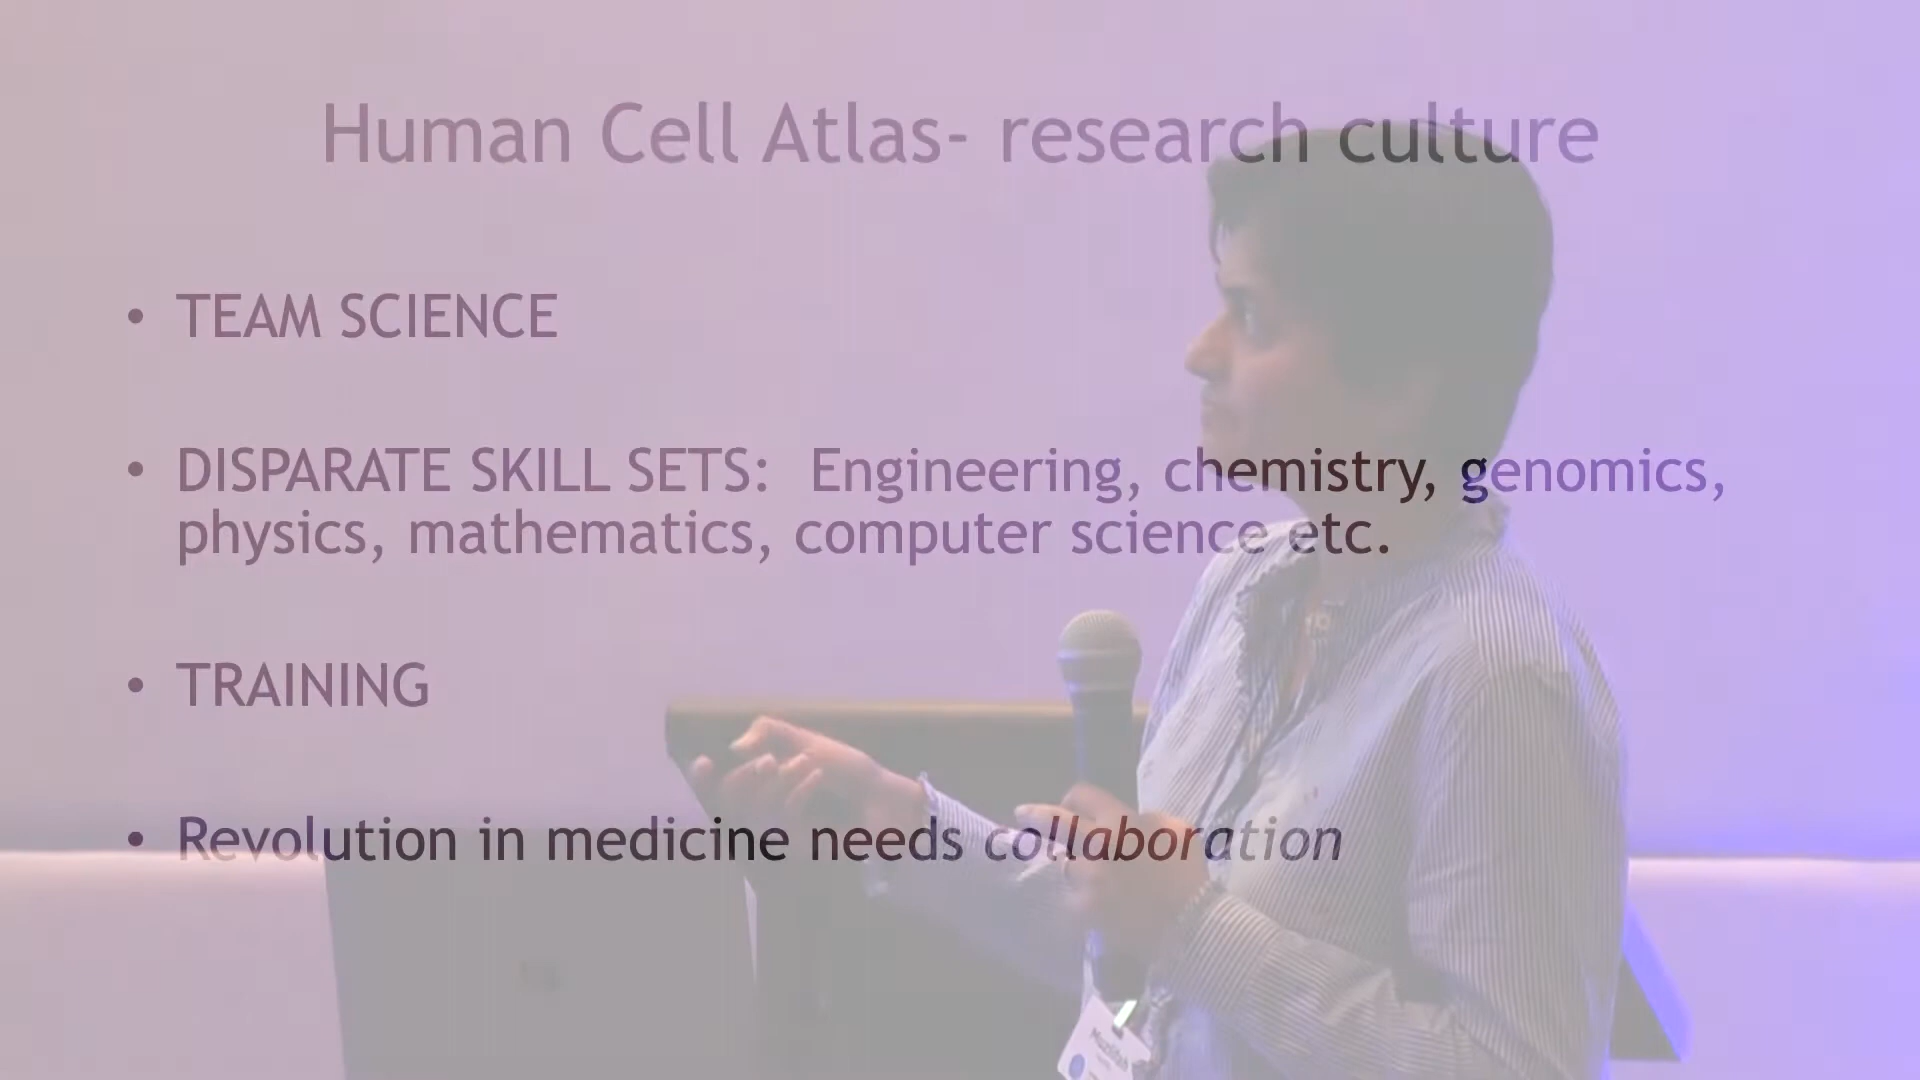 Human Cell Atlas- research culture
• TEAM SCIENCE
• DISPARATE SKILL SETS: Engineering, chemistry, genomics,
physics, mathematics, computer science etc.
• TRAINING
• Revolution in medicine needs collaboration